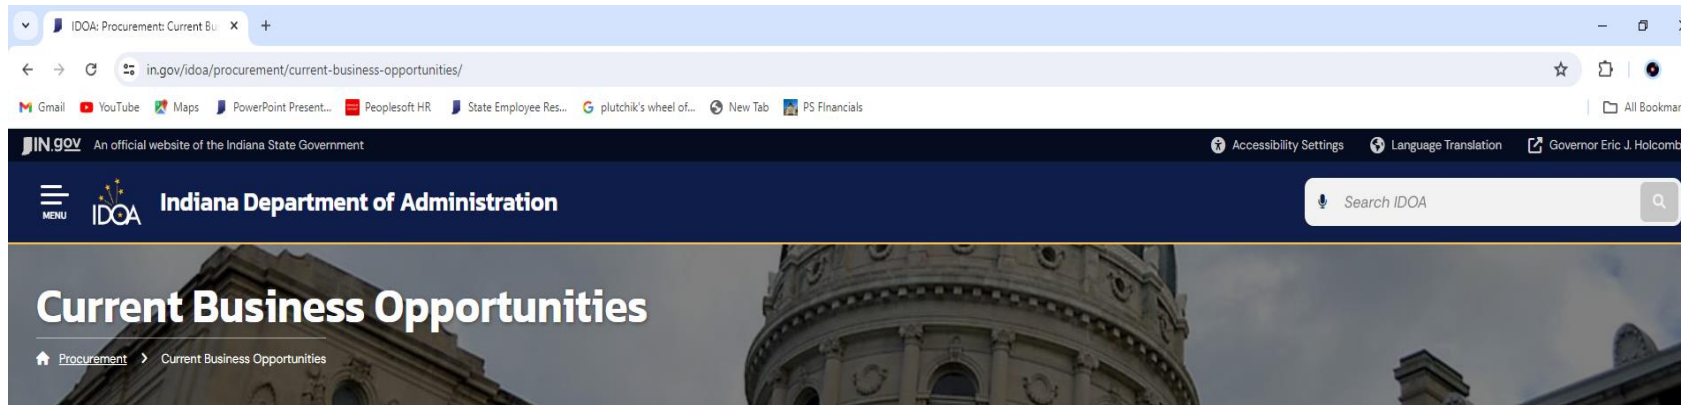 IDOA: Procurement: Current Bu
in.gov/idoa/procurement/current-business-opportunities/
Gmail YouTube Maps PowerPoint Present... Peoplesoft HR State Employee Res... plutchik's wheel of... New Tab PS FInancials All Bookmar
IN.gov An official website of the Indiana State Government Accessibility Settings Language Translation Governor Eric J. Holcomb
MENU IDOA Indiana Department of Administration Search IDOA
Current Business Opportunities
Procurement > Current Business Opportunities